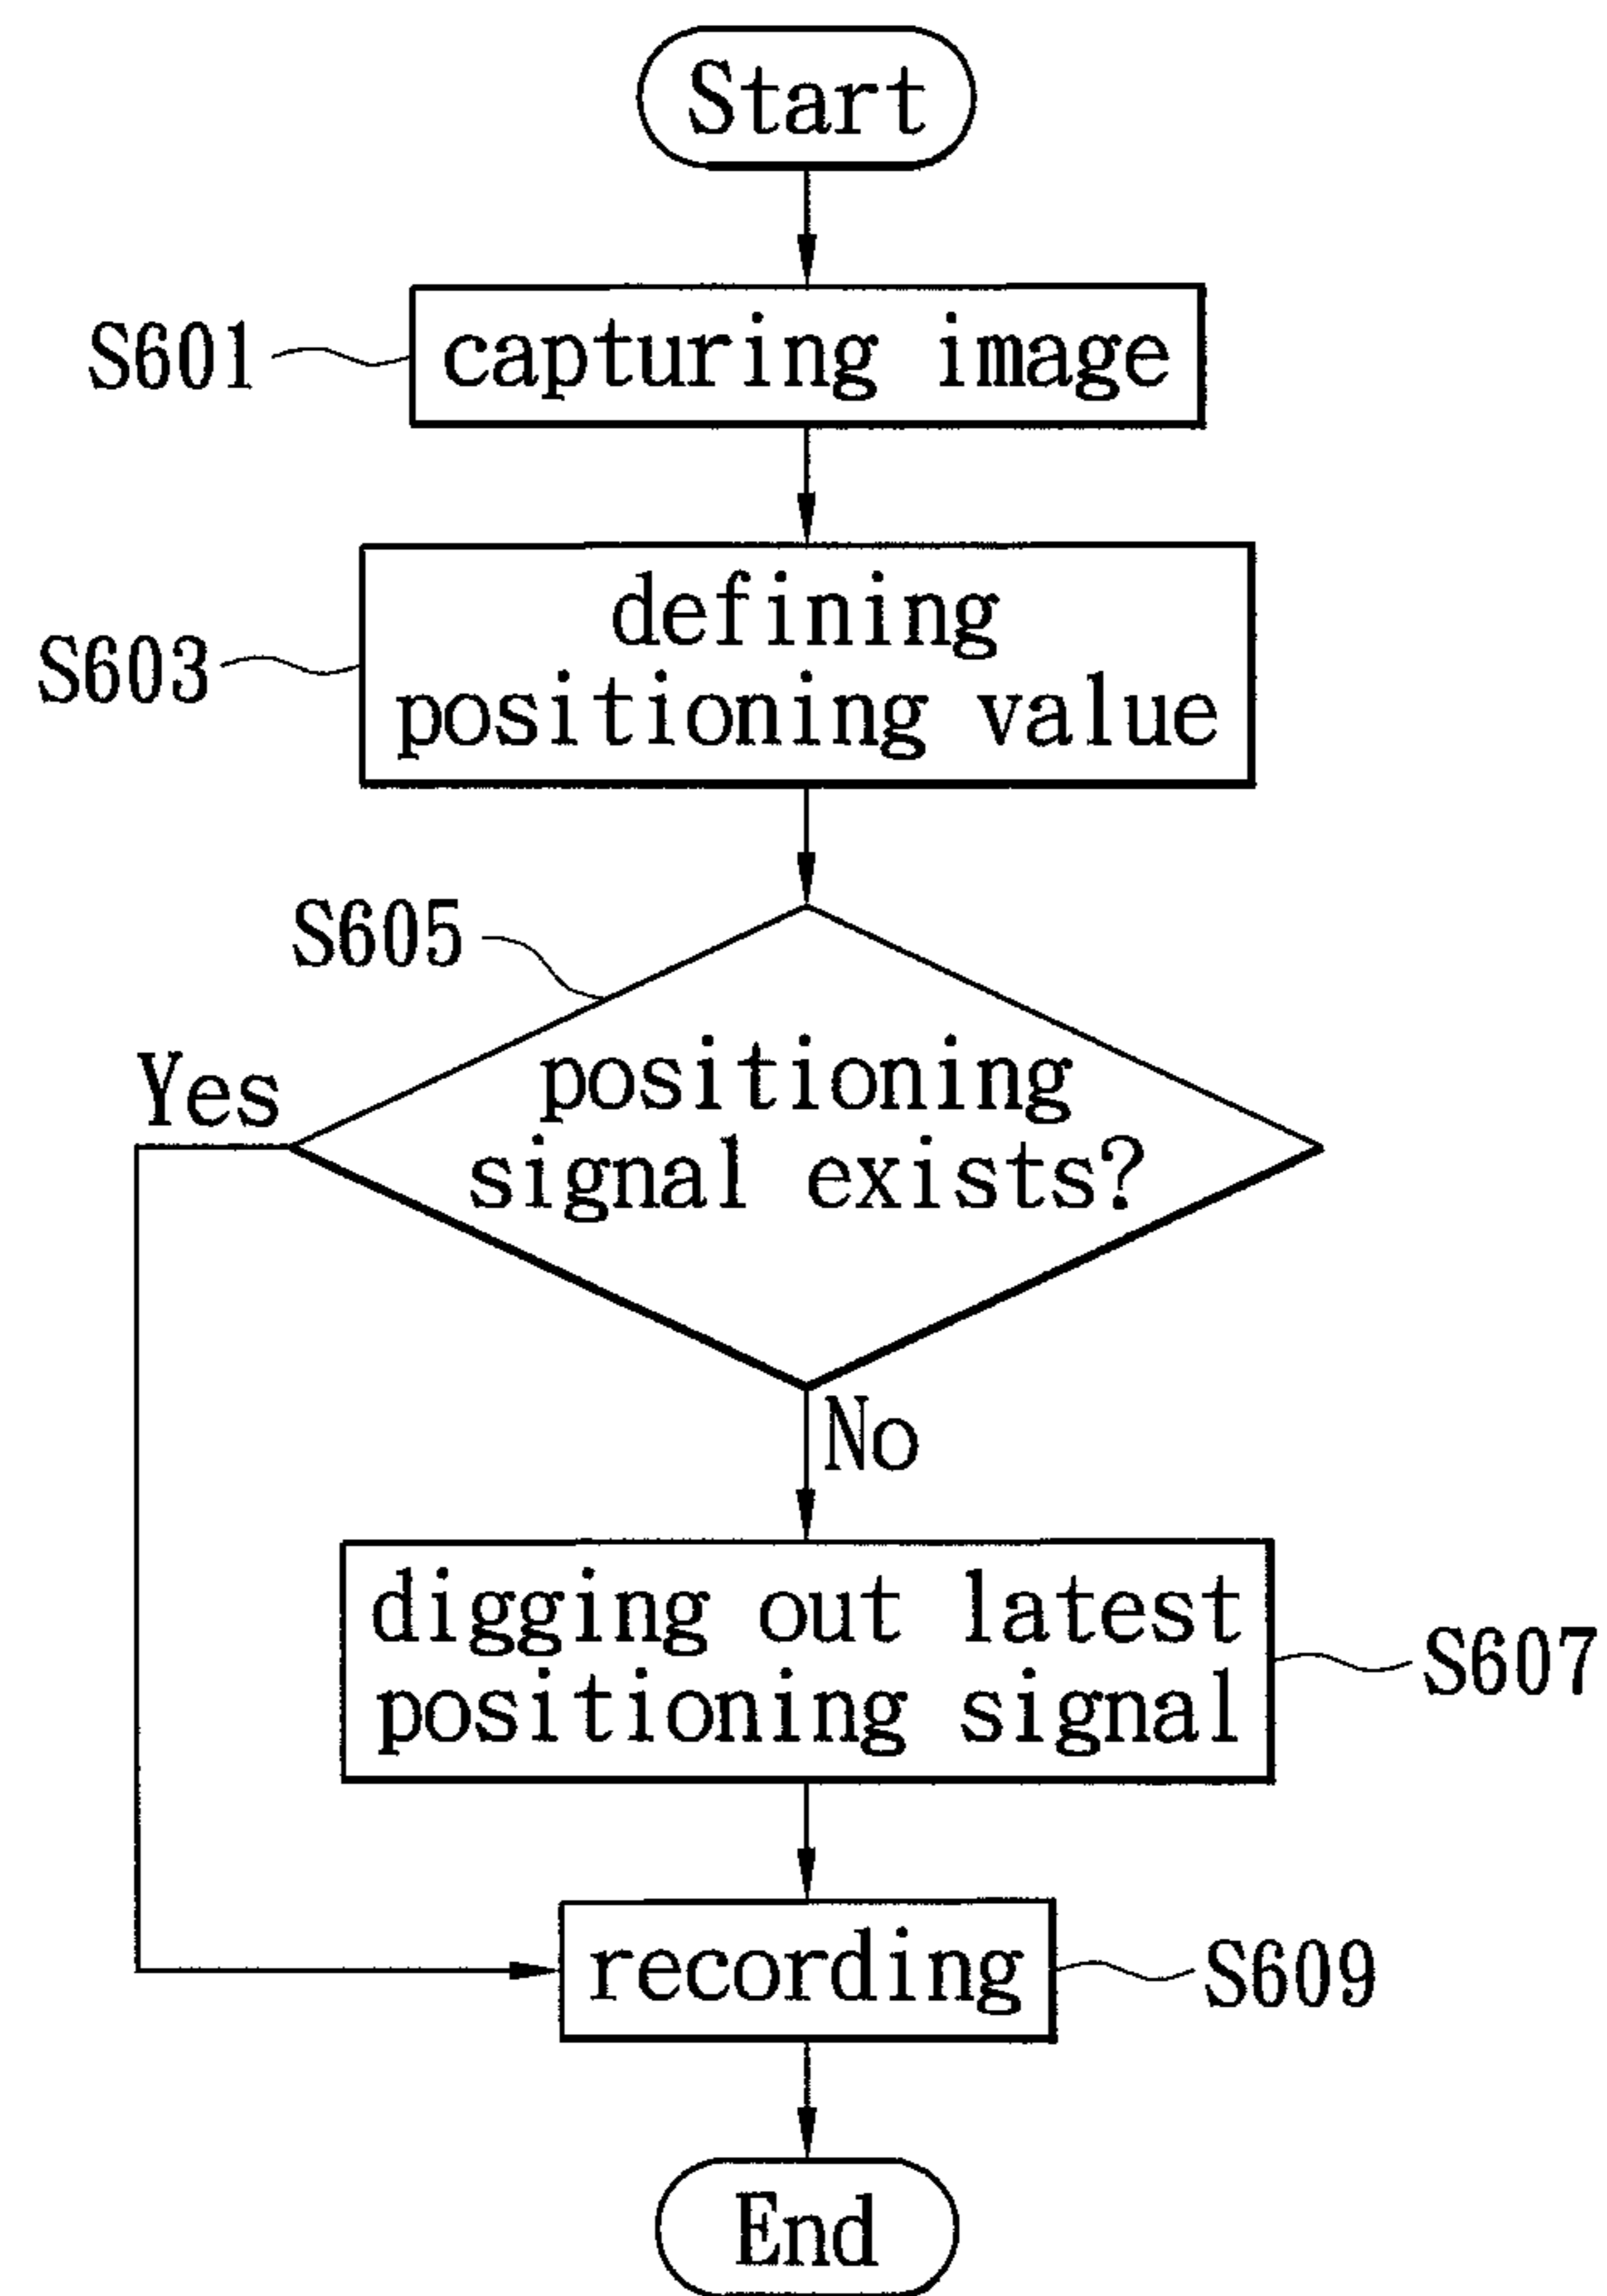 Start
S601
capturing image
S603
defining
positioning value
S605
Yes
positioning
signal exists?
No
digging out latest
positioning signal
S607
recording
S609
End